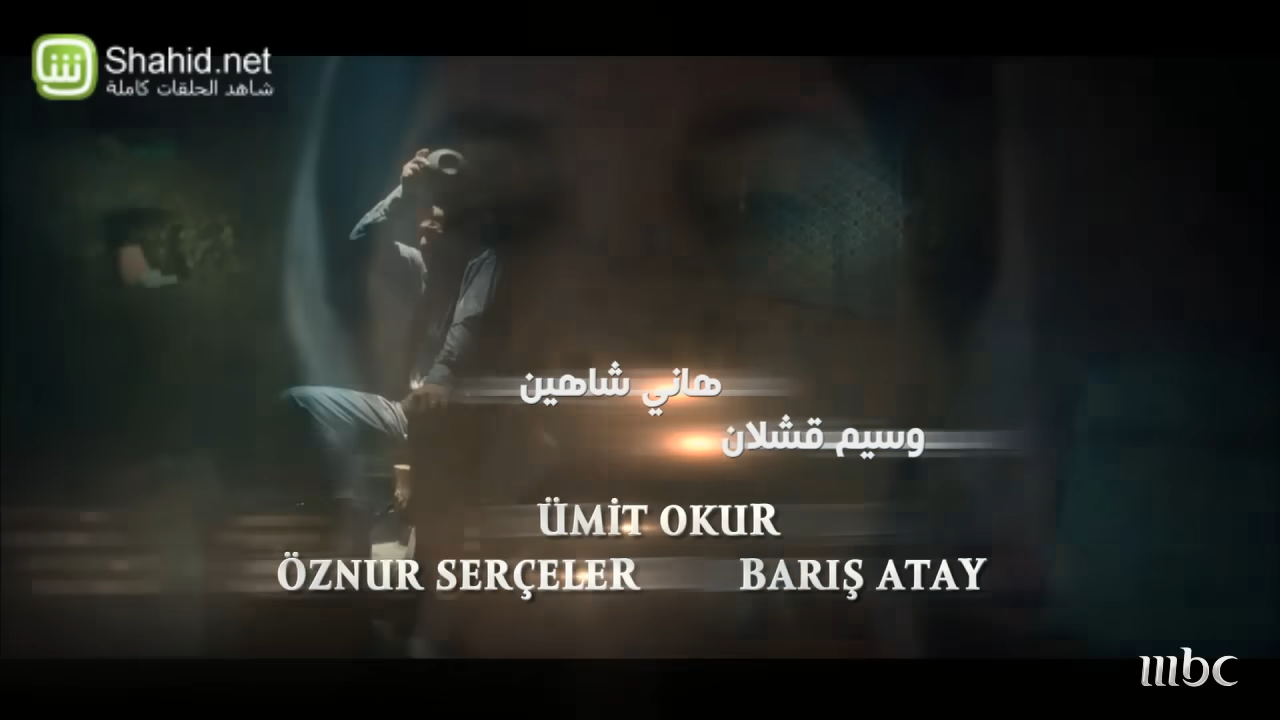 Shahid.net
شاهد الحلقات كاملة
هاني شاهين
وسيم قشلان
ÜMİT OKUR
ÖZNUR SERÇELER BARIŞ ATAY
mbc